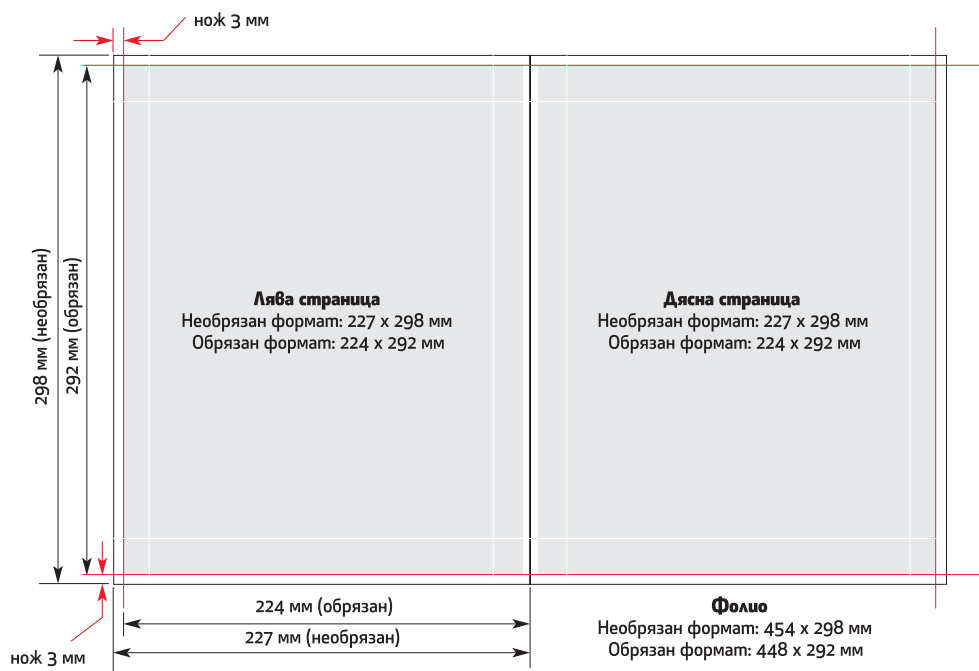 нож 3 мм
298 мм (необрязан)
292 мм (обрязан)
Лява страница
Необрязан формат: 227 x 298 мм
Обрязан формат: 224 x 292 мм
Дясна страница
Необрязан формат: 227 x 298 мм
Обрязан формат: 224 x 292 мм
224 мм (обрязан)
227 мм (необрязан)
нож 3 мм
Фолио
Необрязан формат: 454 x 298 мм
Обрязан формат: 448 x 292 мм